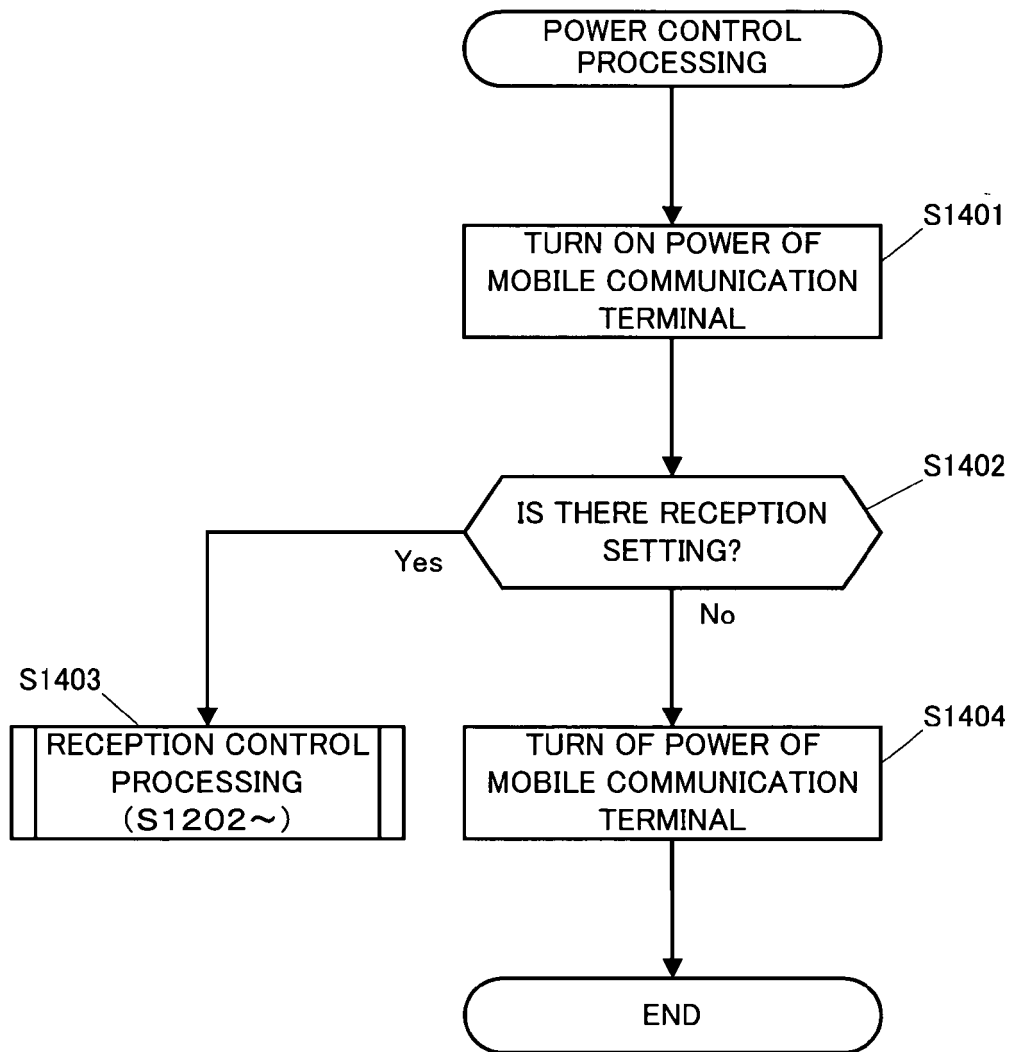 POWER CONTROL
PROCESSING
S1401
TURN ON POWER OF
MOBILE COMMUNICATION
TERMINAL
S1402
IS THERE RECEPTION
SETTING?
Yes
No
S1403
RECEPTION CONTROL
PROCESSING
(S1202~)
S1404
TURN OF POWER OF
MOBILE COMMUNICATION
TERMINAL
END